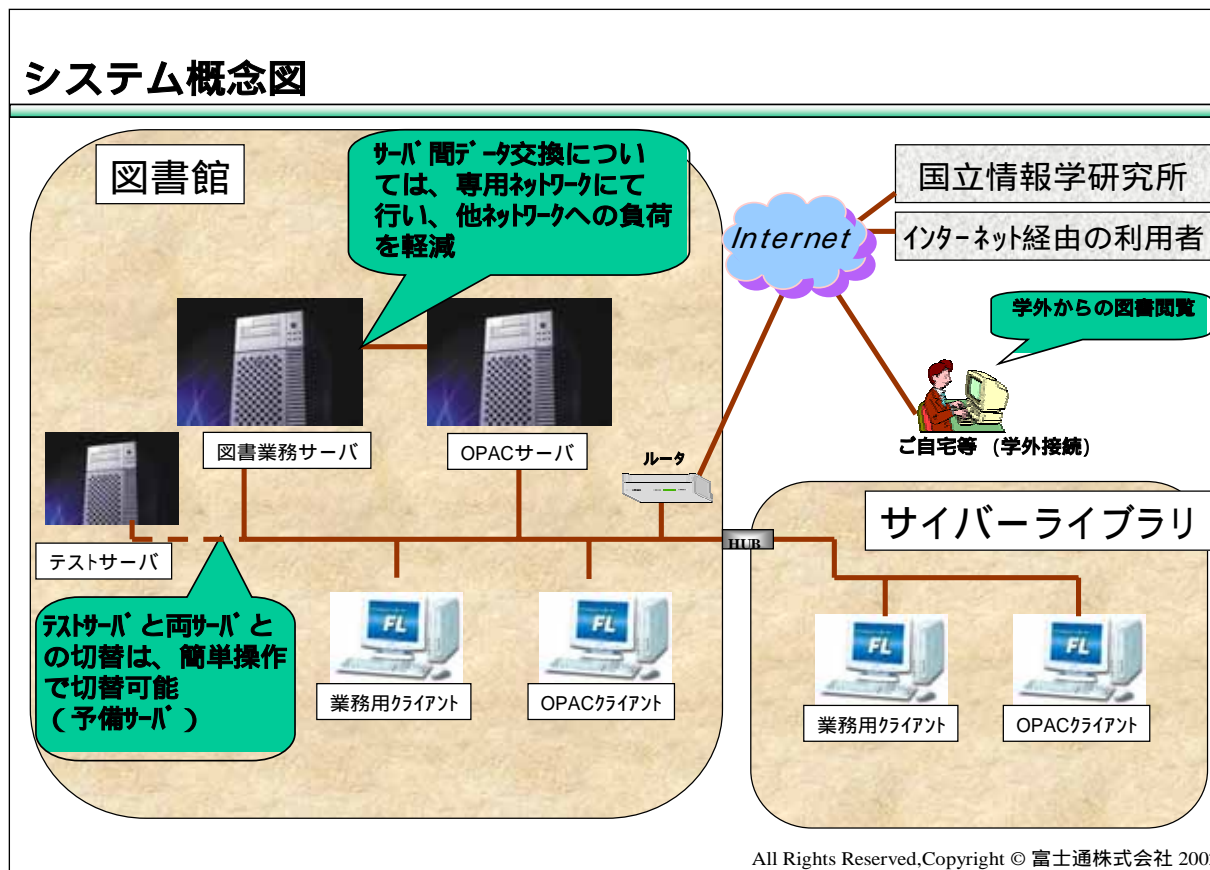 システム概念図
図書館
ｻｰﾊﾞ間ﾃﾞｰﾀ交換につい
ては、専用ﾈｯﾄﾜｰｸにて
行い、他ﾈｯﾄﾜｰｸへの負荷
を軽減
Internet
国立情報学研究所
ｲﾝﾀｰﾈｯﾄ経由の利用者
学外からの図書閲覧
ご自宅等 (学外接続)
図書業務サーバ
OPACサーバ
ルータ
テストサーバ
HUB
サイバーライブラリ
ﾃｽﾄｻｰﾊﾞと両ｻｰﾊﾞと
の切替は、簡単操作
で切替可能
(予備ｻｰﾊﾞ)
業務用ｸﾗｲｱﾝﾄ
OPACｸﾗｲｱﾝﾄ
業務用ｸﾗｲｱﾝﾄ
OPACｸﾗｲｱﾝﾄ
FL
FL
FL
FL
All Rights Reserved,Copyright © 富士通株式会社